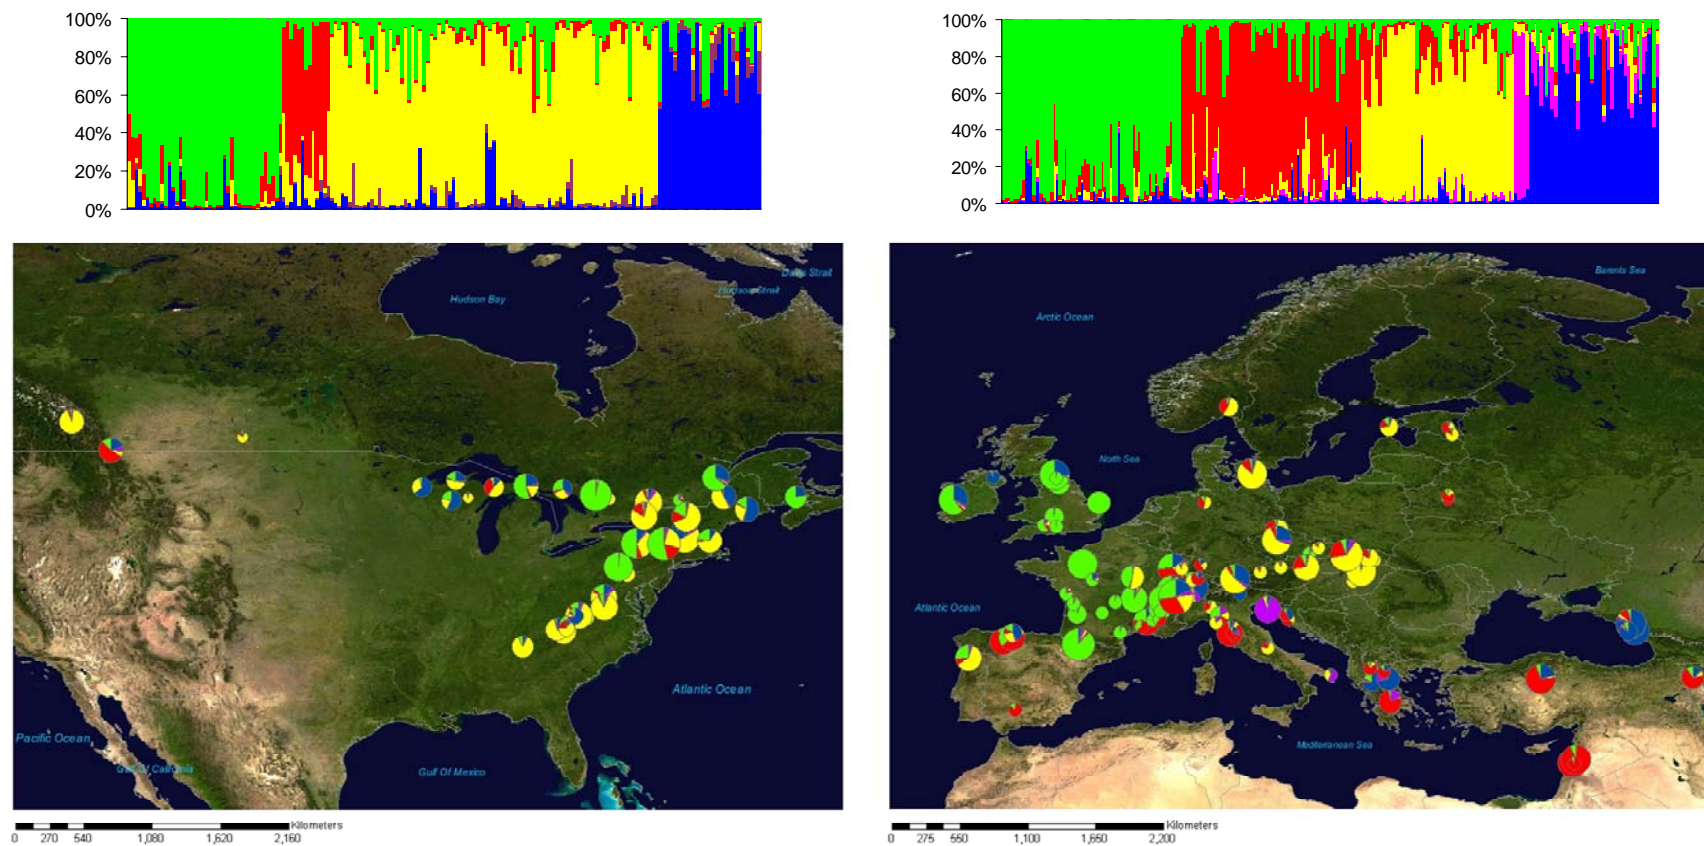 100%
80%
60%
40%
20%
0%
100%
80%
60%
40%
20%
0%
Davis Strait
Hudson Strait
Hudson Bay
Atlantic Ocean
Pacific Ocean
Gulf Of California
Gulf Of Mexico
Kilometers
0 270 540 1,080 1,620 2,160
Barents Sea
Arctic Ocean
North Sea
Atlantic Ocean
Mediterranean Sea
Kilometers
0 275 550 1,100 1,650 2,200